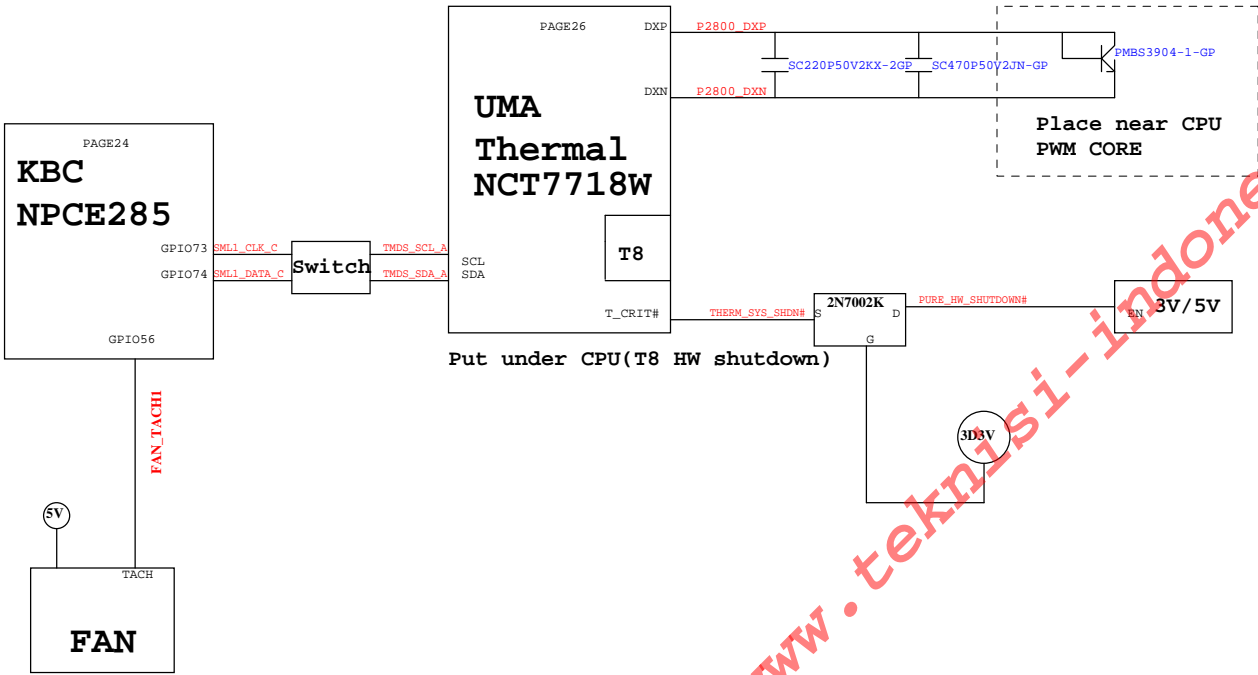 PAGE26
DXP
P2800_DXP
SC220P50V2KX-2GP
SC470P50V2JN-GP
PMBS3904-1-GP
DXN
P2800_DXN
UMA
Thermal
NCT7718W
Place near CPU
PWM CORE
PAGE24
KBC
NPCE285
GPIO73
SML1_CLK_C
GPIO74
SML1_DATA_C
Switch
TMDS_SCL_A
TMDS_SDA_A
SCL
SDA
T8
T_CRIT#
THERM_SYS_SHDN#
2N7002K
S
D
G
PURE_HW_SHUTDOWN#
EN
3V/5V
GPIO56
Put under CPU(T8 HW shutdown)
FAN_TACH1
3D3V
5V
TACH
FAN
ww.teknisi-indone